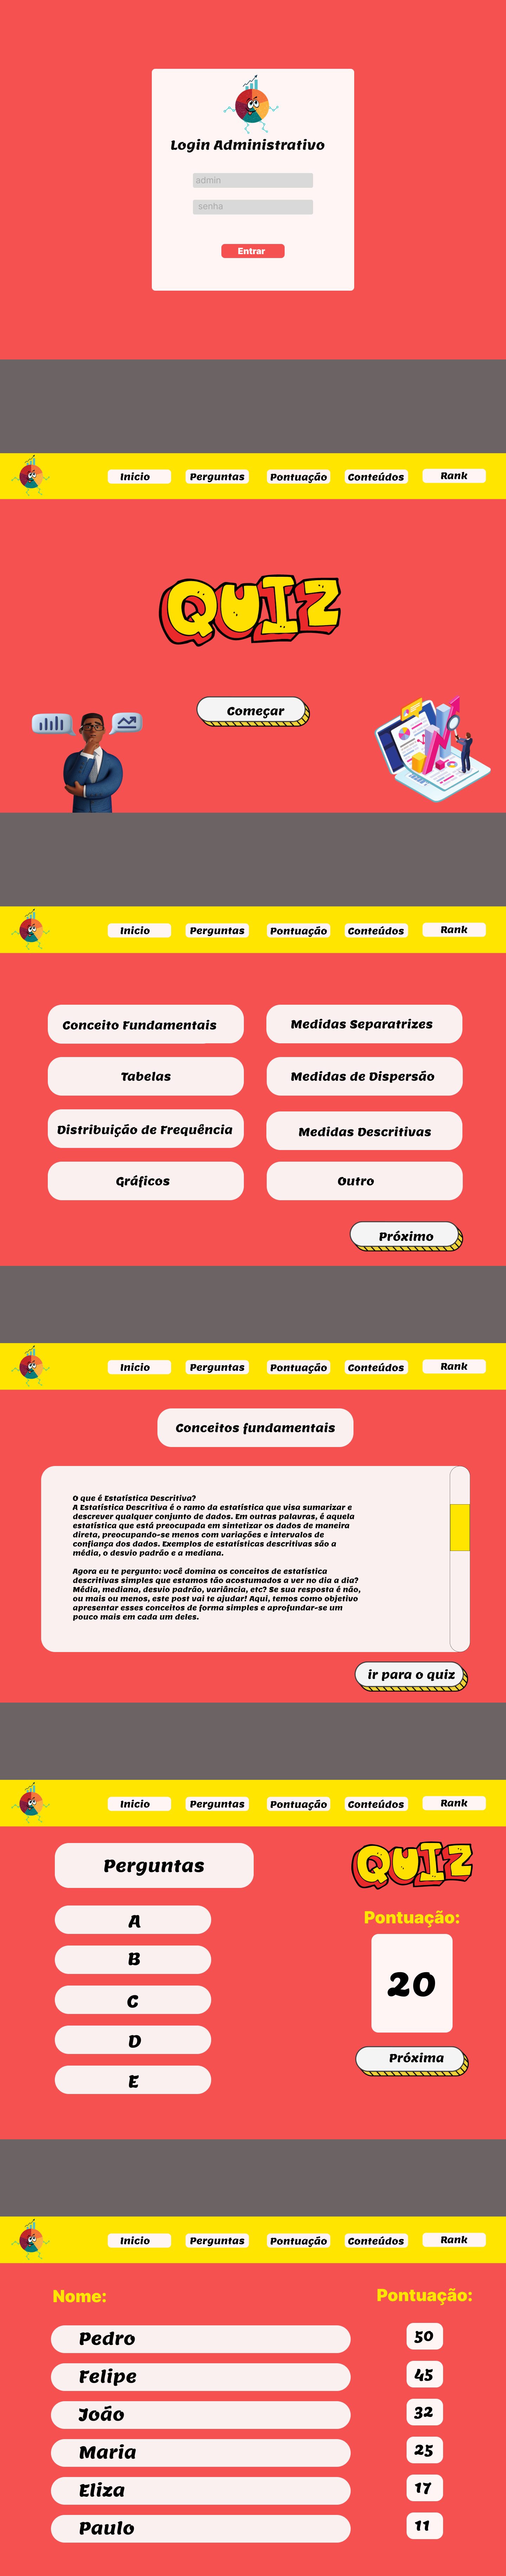 Login Administrativo
admin
senha
Entrar
Inicio
Perguntas
Pontuação
Conteúdos
Rank
QUIZ
Começar
Inicio
Perguntas
Pontuação
Conteúdos
Rank
Conceito Fundamentais
Medidas Separatrizes
Tabelas
Medidas de Dispersão
Distribuição de Frequência
Medidas Descritivas
Gráficos
Outro
Próximo
Inicio
Perguntas
Pontuação
Conteúdos
Rank
Conceitos fundamentais
O que é Estatística Descritiva?
A Estatística Descritiva é o ramo da estatística que visa sumarizar e
descrever qualquer conjunto de dados. Em outras palavras, é aquela
estatística que está preocupada em sintetizar os dados de maneira
direta, preocupando-se menos com variações e intervalos de
confiança dos dados. Exemplos de estatísticas descritivas são a
média, o desvio padrão e a mediana.
Agora eu te pergunto: você domina os conceitos de estatística
descritivas simples que estamos tão acostumados a ver no dia a dia?
Média, mediana, desvio padrão, variância, etc? Se sua resposta é não,
ou mais ou menos, este post vai te ajudar! Aqui, temos como objetivo
apresentar esses conceitos de forma simples e aprofundar-se um
pouco mais em cada um deles.
ir para o quiz
Inicio
Perguntas
Pontuação
Conteúdos
Rank
Perguntas
QUIZ
A
B
C
D
E
Pontuação:
20
Próxima
Inicio
Perguntas
Pontuação
Conteúdos
Rank
Nome:
Pontuação:
Pedro
50
Felipe
45
João
32
Maria
25
Eliza
17
Paulo
11